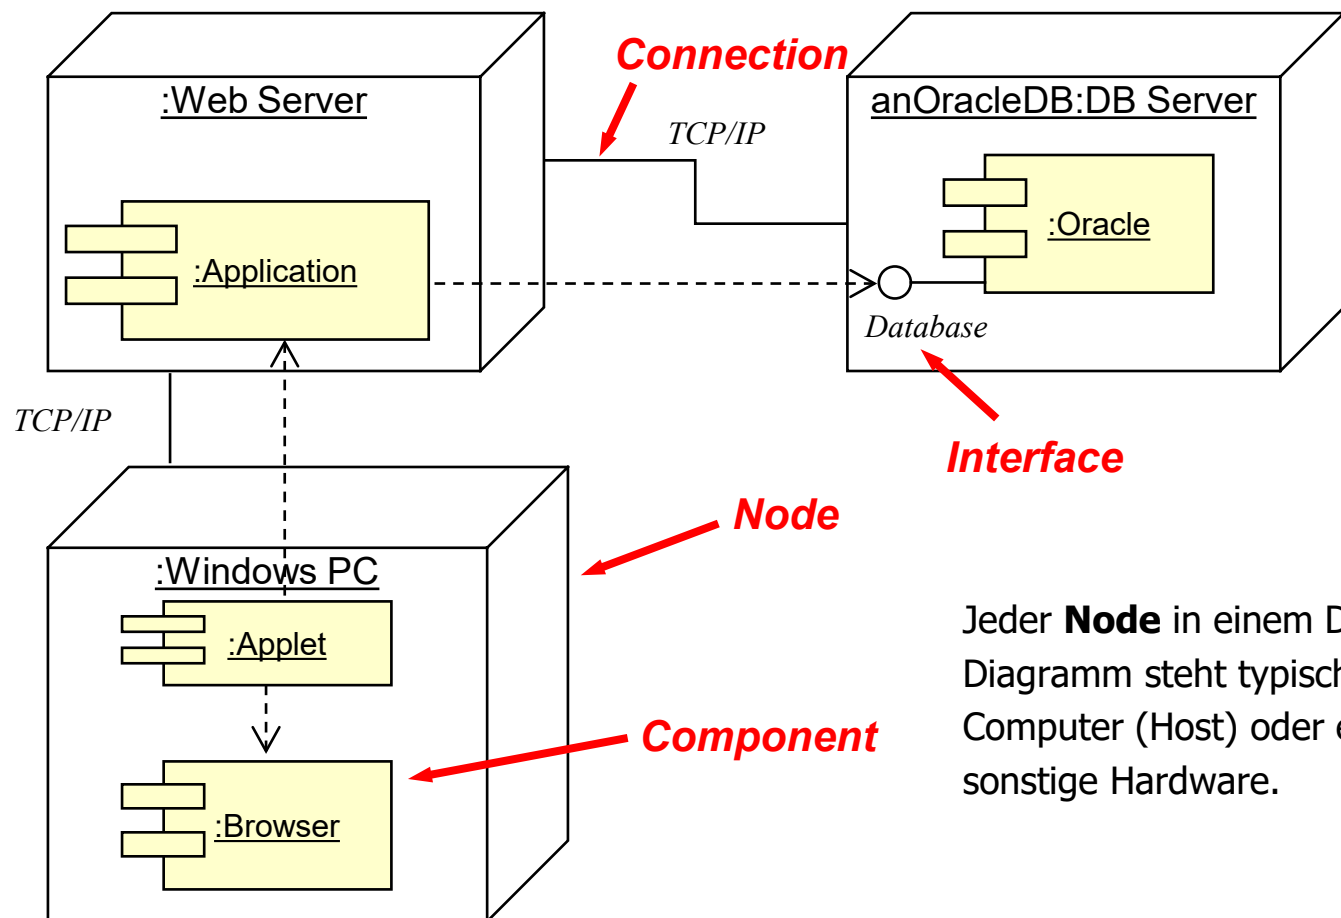 Connection
:Web Server
anOracleDB:DB Server
TCP/IP
:Oracle
:Application
Database
TCP/IP
Interface
Node
:Windows PC
Jeder Node in einem
:Applet
Diagramm steht
Component
Computer (Host) oder
sonstige Hardware.
:Browser